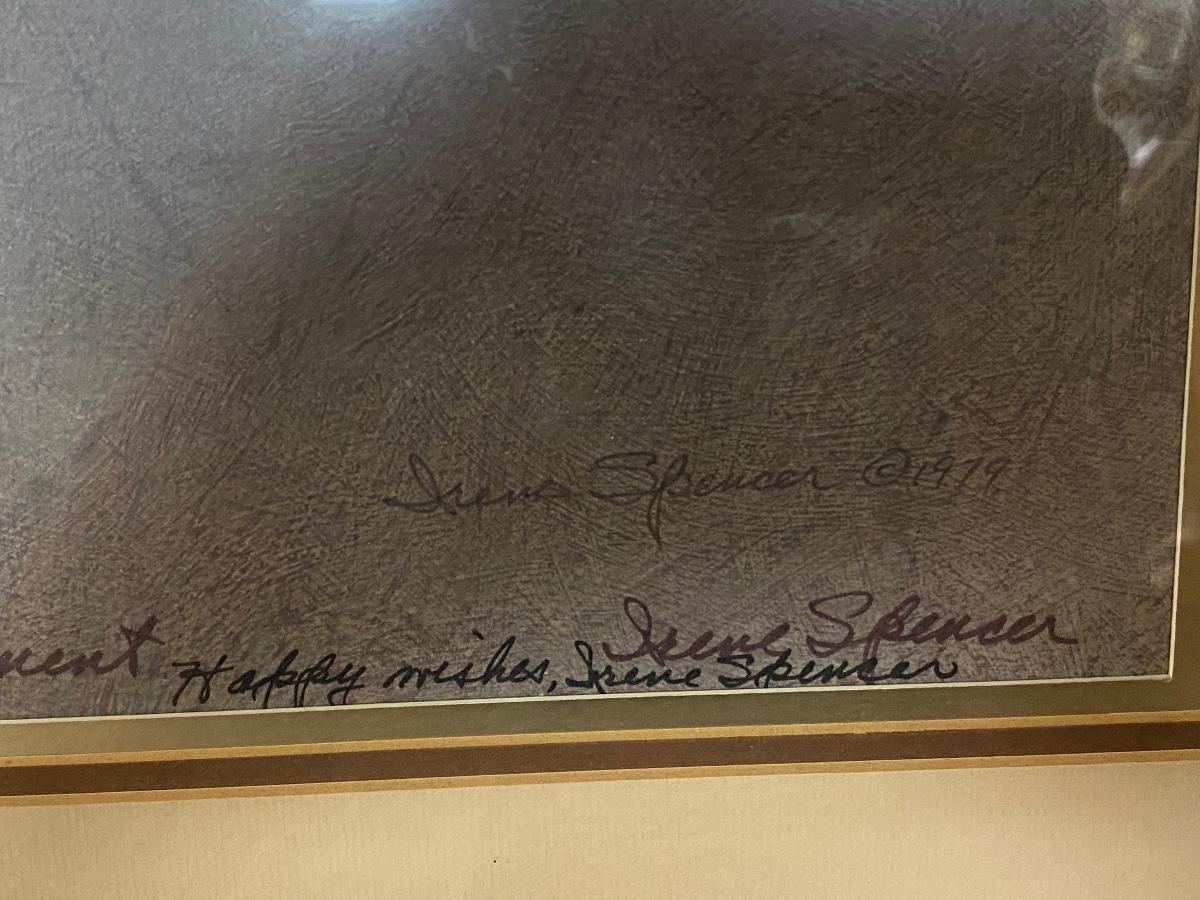 Irene Spencer ©1979
Irene Spencer
ment Happy wishes, Irene Spencer